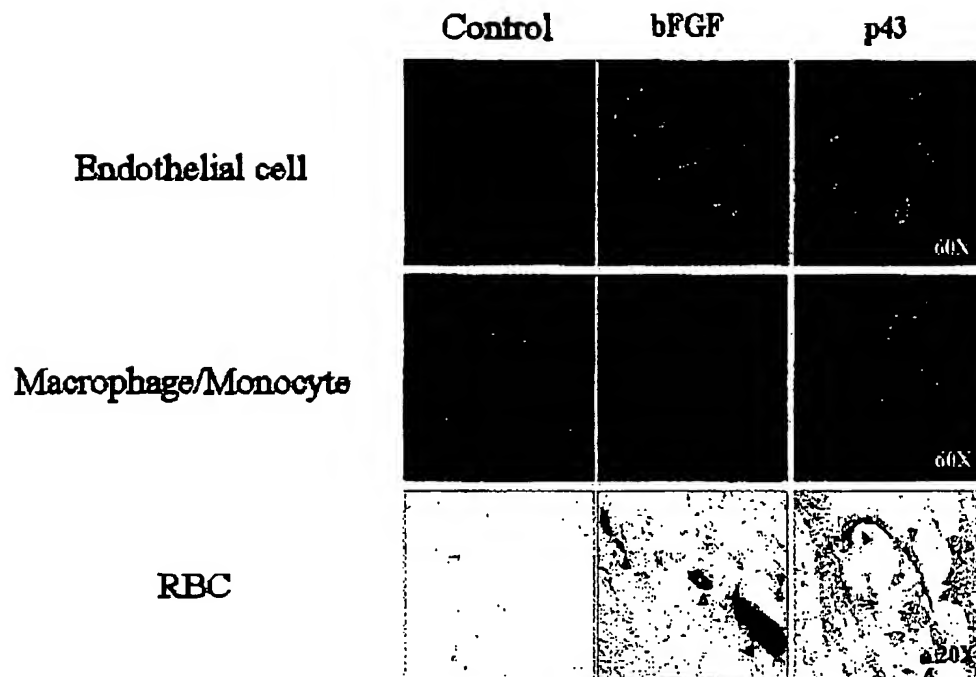 Control bFGF p43
Endothelial cell
60X
Macrophage/Monocyte
60X
RBC
20X